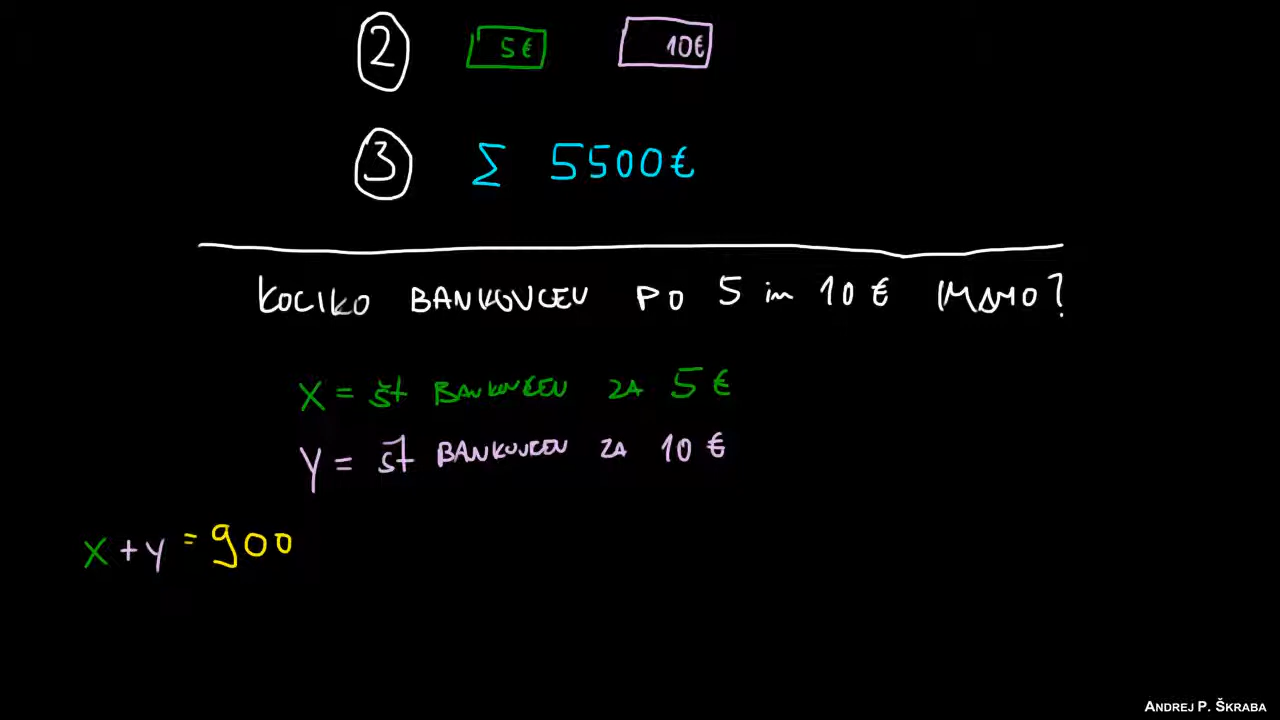 2 5€ 10€
3 Σ 5500€
KOLIKO BANKOVCEV PO 5 in 10€ IMAMO?
X = št BANKOVCEV ZA 5€
Y = št BANKOVCEV ZA 10€
X + Y = 900
ANDREJ P. ŠKRABA